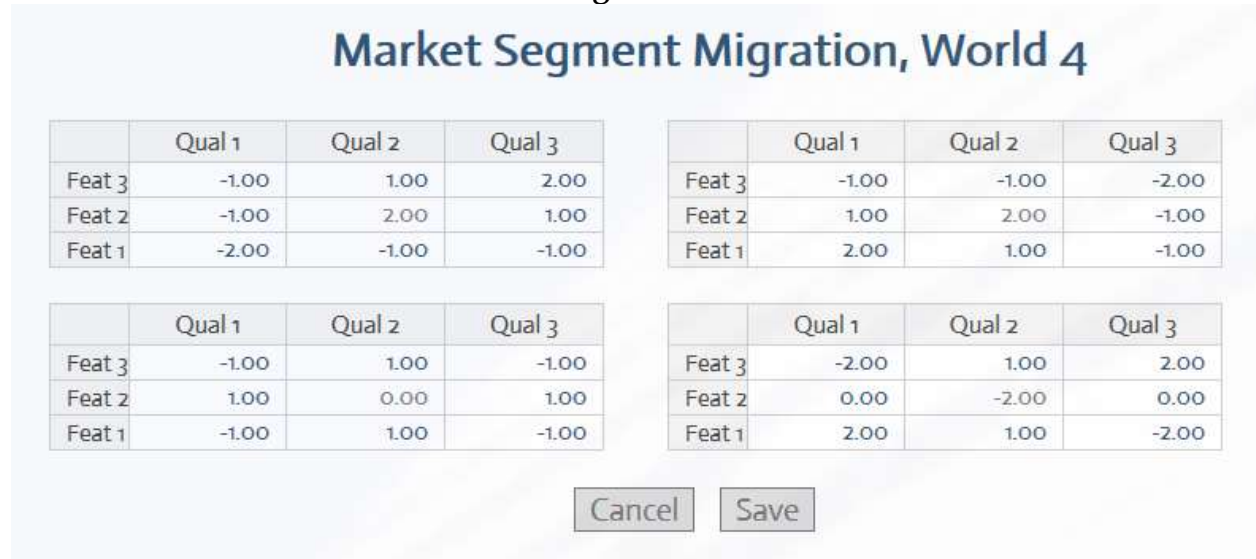 Market Segment Migration, World 4
Qual 1 Qual 2 Qual 3 Qual 1 Qual 2 Qual 3
Feat 3 -1.00 1.00 2.00 Feat 3 -1.00 -1.00 -2.00
Feat 2 -1.00 2.00 1.00 Feat 2 1.00 2.00 -1.00
Feat 1 -2.00 -1.00 -1.00 Feat 1 2.00 1.00 -1.00
Qual 1 Qual 2 Qual 3 Qual 1 Qual 2 Qual 3
Feat 3 -1.00 1.00 -1.00 Feat 3 -2.00 1.00 2.00
Feat 2 1.00 0.00 1.00 Feat 2 0.00 -2.00 0.00
Feat 1 -1.00 1.00 -1.00 Feat 1 2.00 1.00 -2.00
Cancel Save